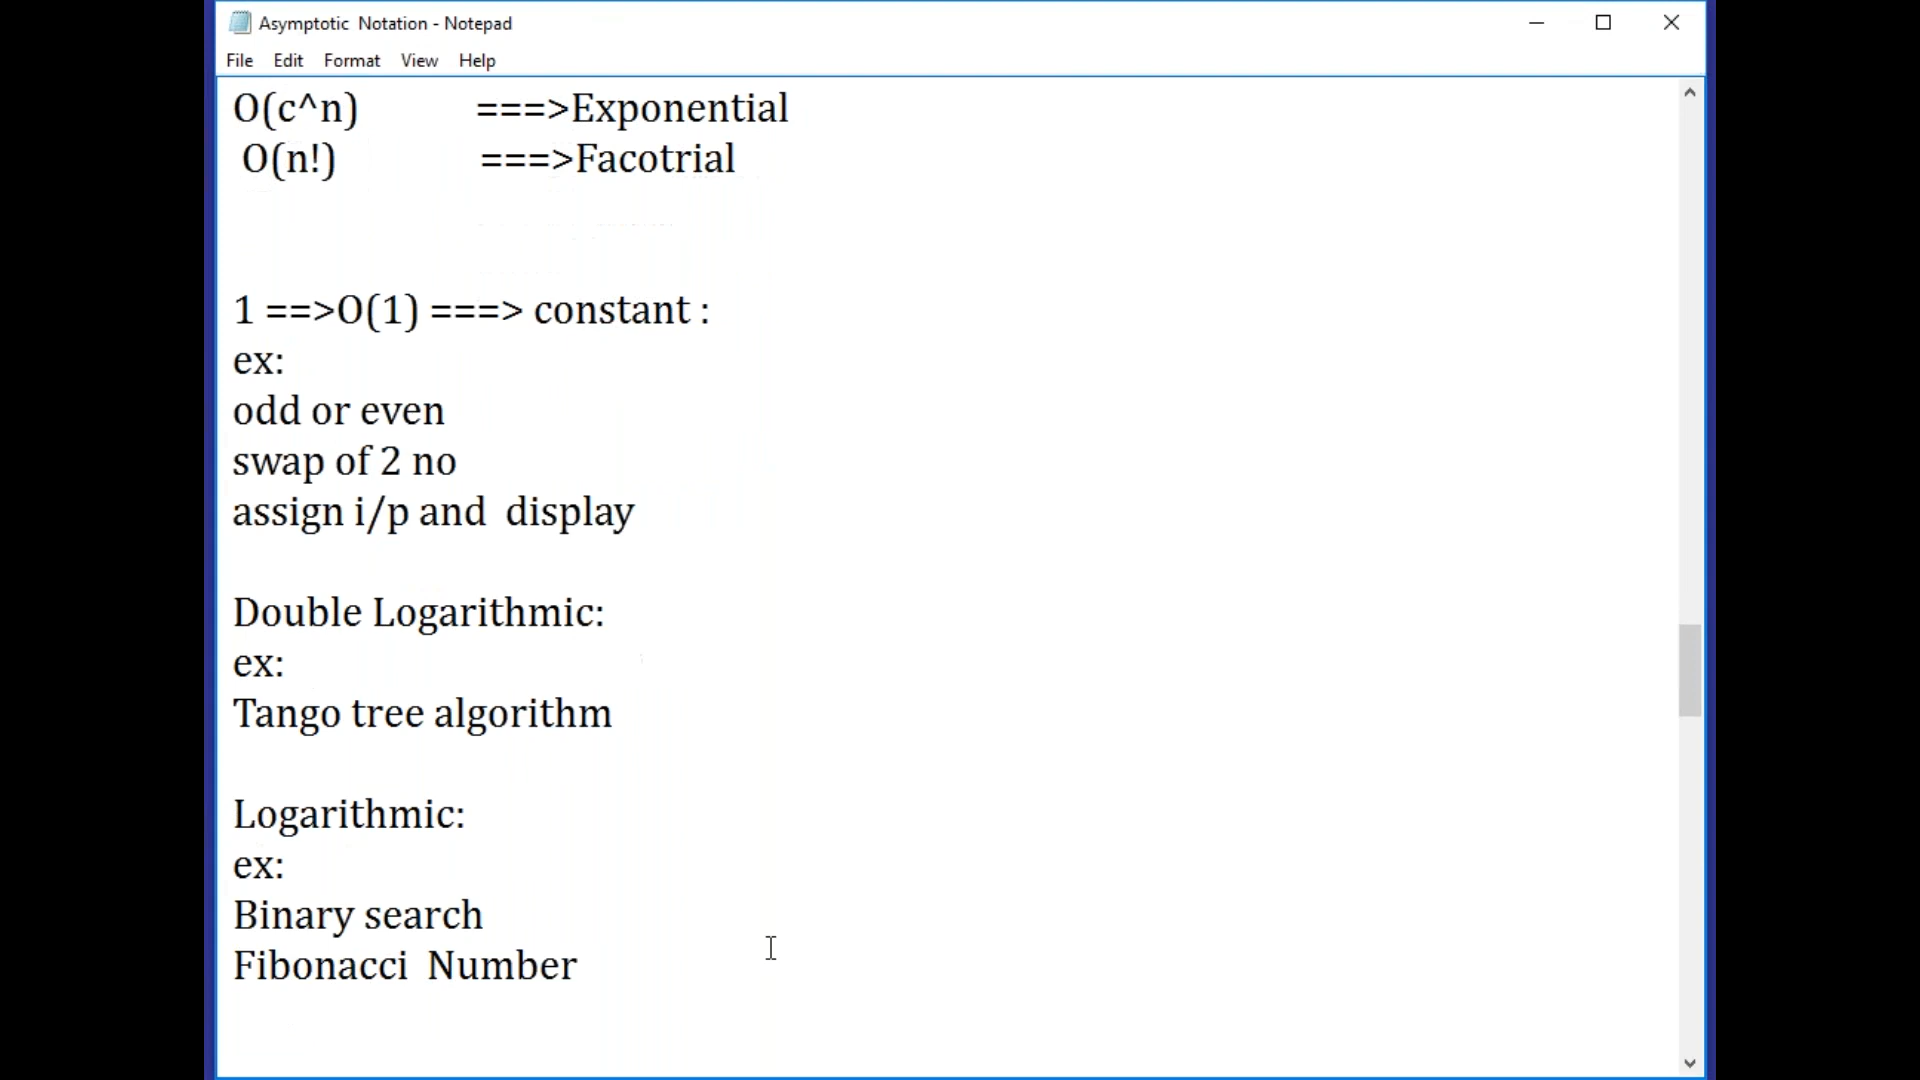 Asymptotic Notation - Notepad
File Edit Format View Help
O(c^n) ===>Exponential
O(n!) ===>Facotrial
1 ==>O(1) ===> constant :
ex:
odd or even
swap of 2 no
assign i/p and display
Double Logarithmic:
ex:
Tango tree algorithm
Logarithmic:
ex:
Binary search
Fibonacci Number